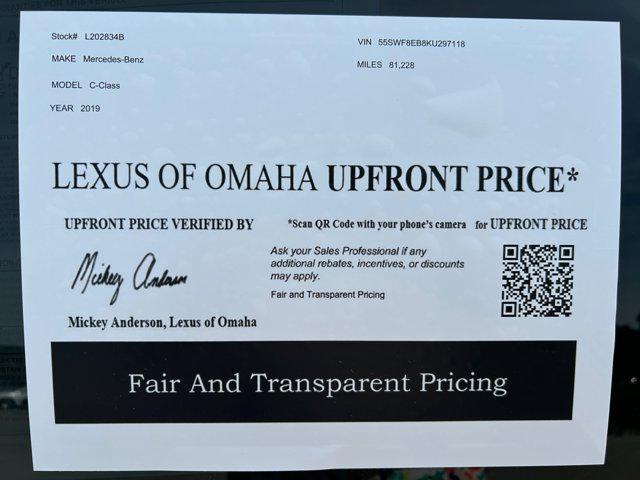 Stock# L202834B
VIN 55SWF8EB8KU297118
MAKE Mercedes-Benz
MILES 81,228
MODEL C-Class
YEAR 2019
LEXUS OF OMAHA UPFRONT PRICE*
UPFRONT PRICE VERIFIED BY
*Scan QR Code with your phone's camera for UPFRONT PRICE
Mickey Anderson
Ask your Sales Professional if any
additional rebates, incentives, or discounts
may apply.
Fair and Transparent Pricing
Mickey Anderson, Lexus of Omaha
Fair And Transparent Pricing